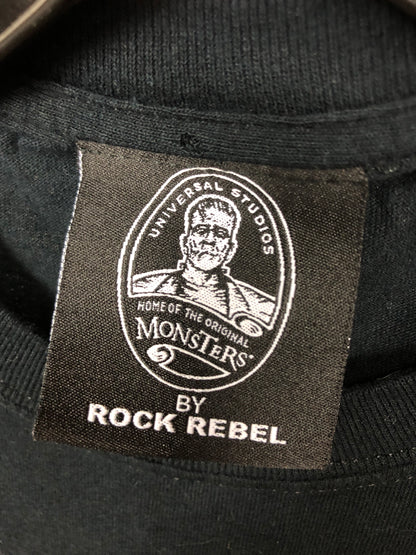 UNIVERSAL STUDIOS
HOME OF THE ORIGINAL
MONSTERS
BY
ROCK REBEL